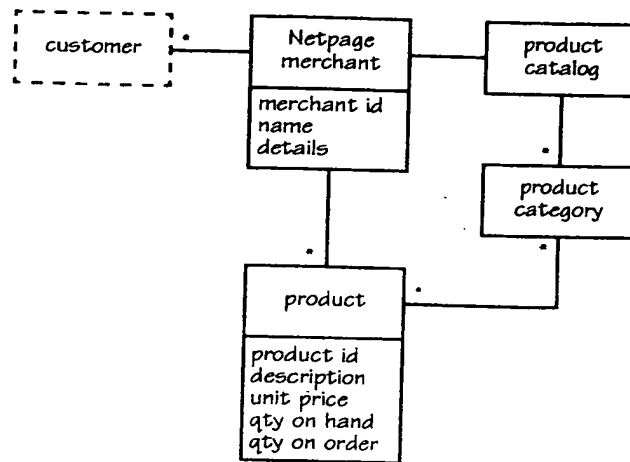 customer
*
Netpage
merchant
merchant id
name
details
product
catalog
*
product
category
*
*
*
product
product id
description
unit price
qty on hand
qty on order